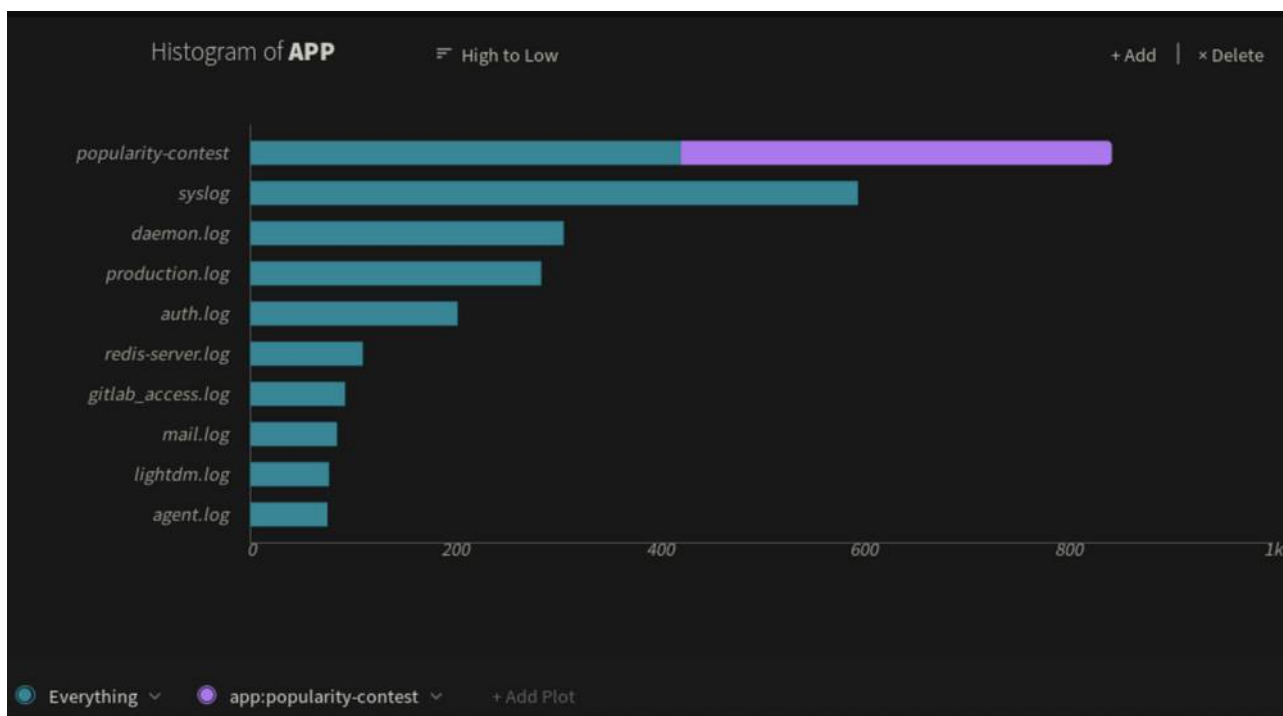 Histogram of APP
High to Low
+ Add | × Delete
popularity-contest
syslog
daemon.log
production.log
auth.log
redis-server.log
gitlab_access.log
mail.log
lightdm.log
agent.log
0 200 400 600 800 1k
Everything app:popularity-contest + Add Plot